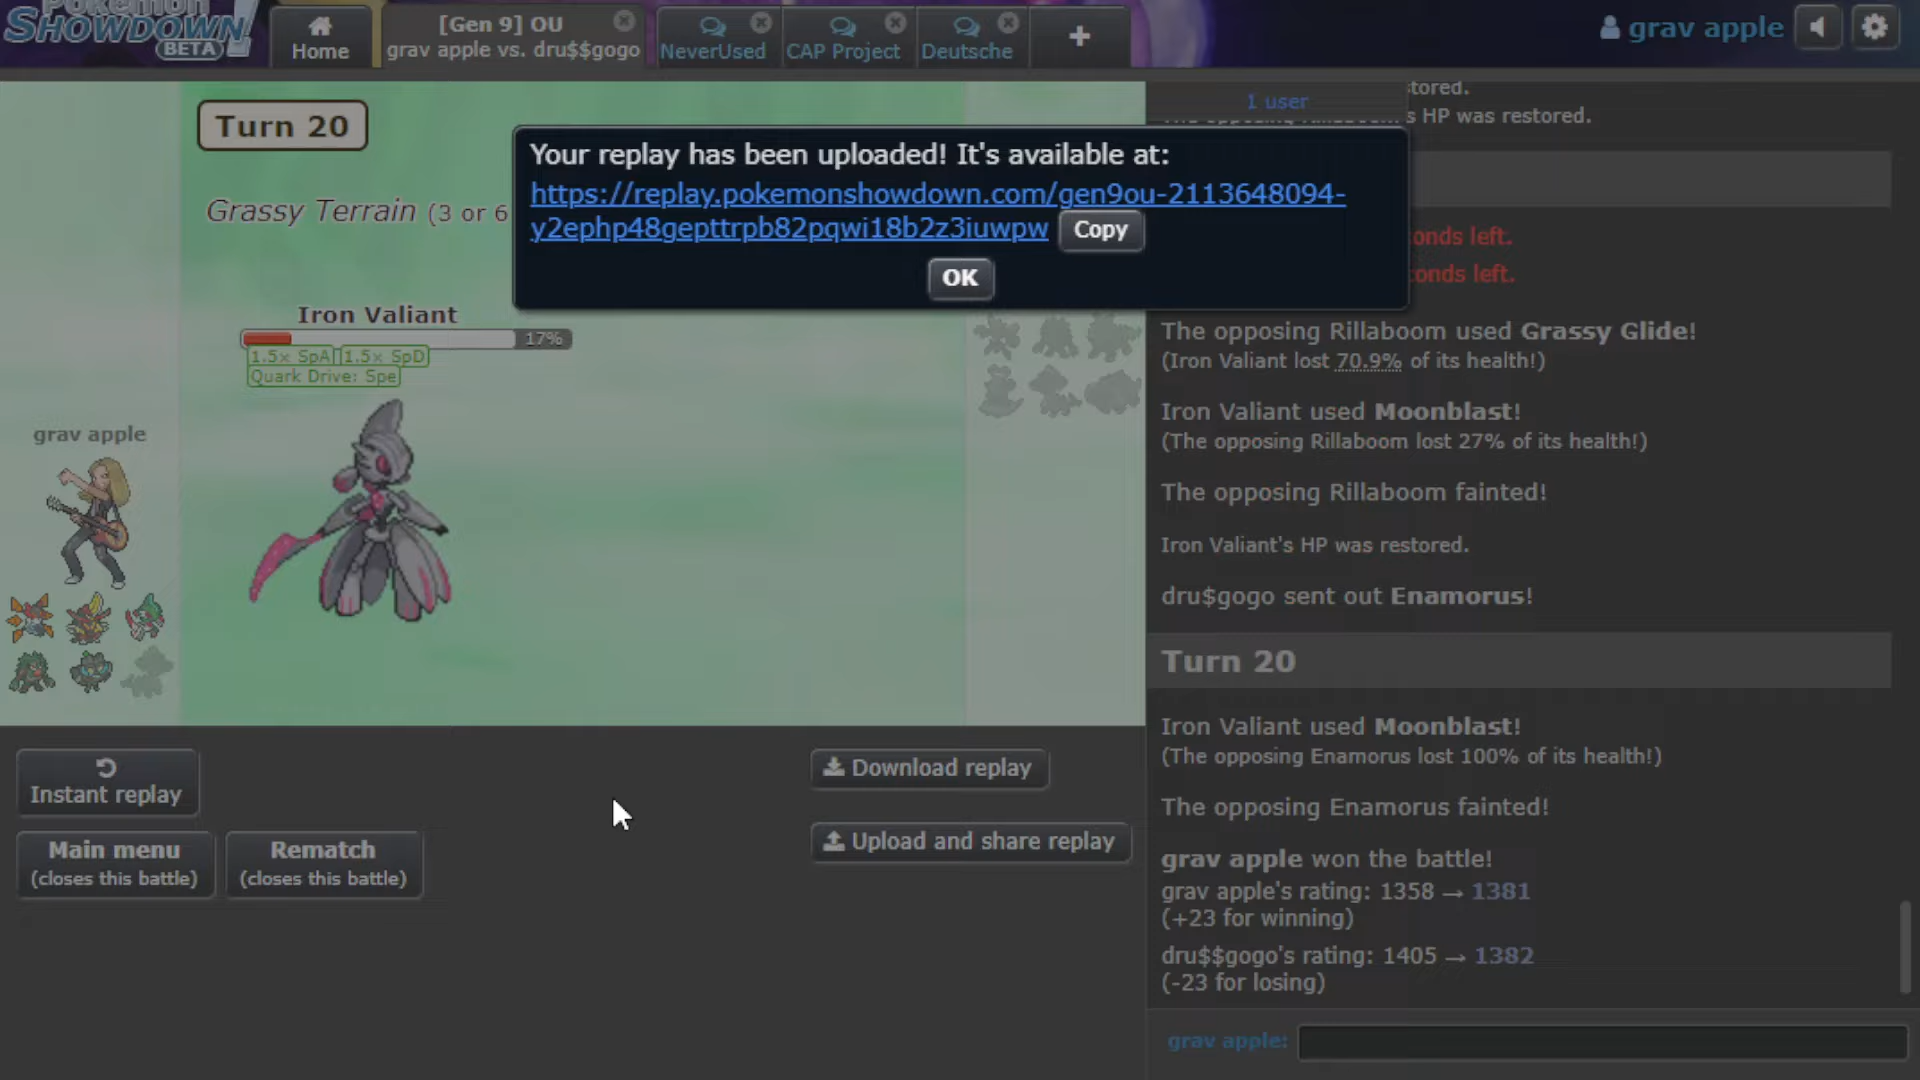 Pokémon
SHOWDOWN!
BETA
Home
[Gen 9] OU
grav apple vs. dru$$gogo
NeverUsed
CAP Project
Deutsche
+
grav apple
Turn 20
Grassy Terrain (3 or 6
Iron Valiant
17%
1.5× SpA 1.5× SpD
Quark Drive: Spe
grav apple
Your replay has been uploaded! It's available at:
https://replay.pokemonshowdown.com/gen9ou-2113648094-
y2ephp48gepttrpb82pqwi18b2z3iuwpw Copy
OK
1 user
stored.
s HP was restored.
onds left.
onds left.
The opposing Rillaboom used Grassy Glide!
(Iron Valiant lost 70.9% of its health!)
Iron Valiant used Moonblast!
(The opposing Rillaboom lost 27% of its health!)
The opposing Rillaboom fainted!
Iron Valiant's HP was restored.
dru$gogo sent out Enamorus!
Turn 20
Iron Valiant used Moonblast!
(The opposing Enamorus lost 100% of its health!)
The opposing Enamorus fainted!
grav apple won the battle!
grav apple's rating: 1358 → 1381
(+23 for winning)
dru$$gogo's rating: 1405 → 1382
(-23 for losing)
grav apple:
Instant replay
Download replay
Upload and share replay
Main menu
(closes this battle)
Rematch
(closes this battle)